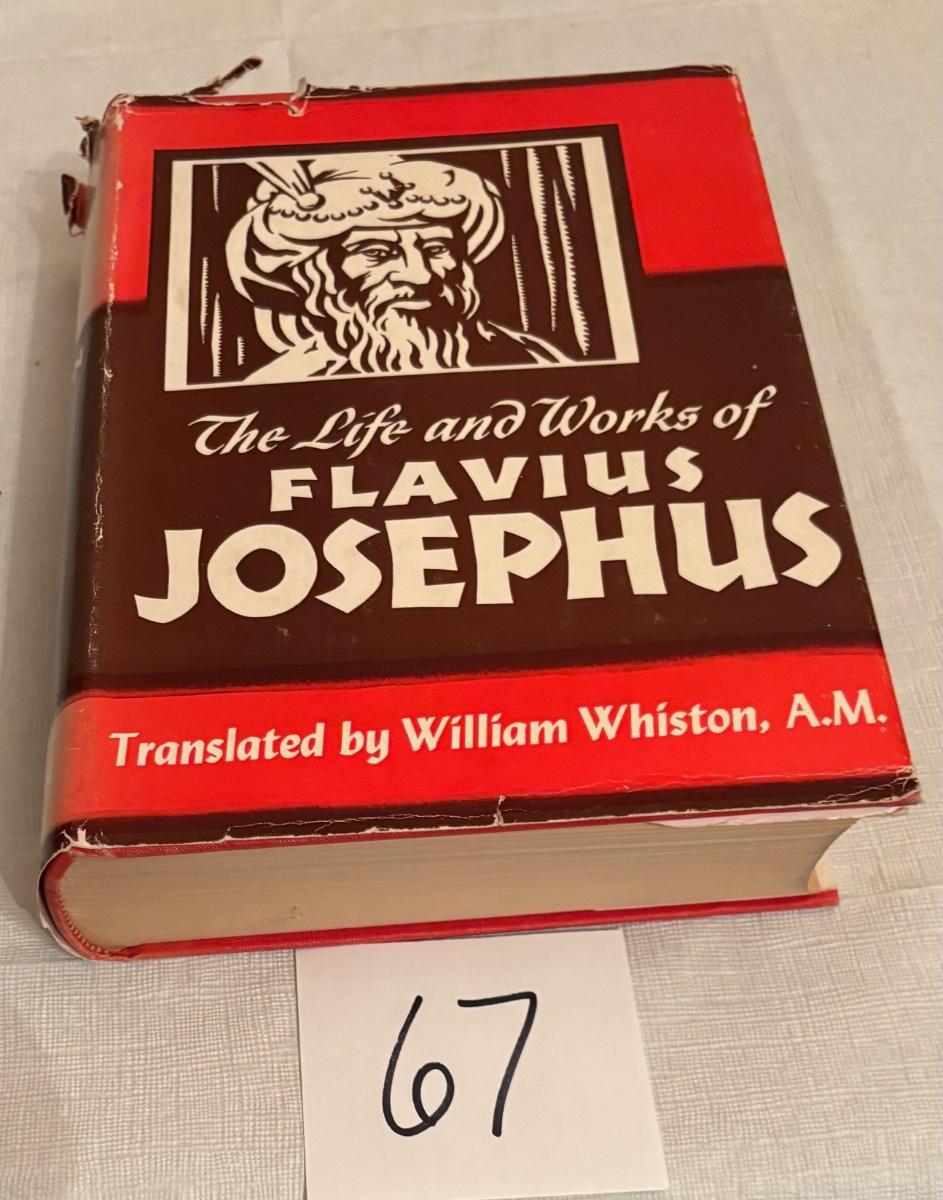 The Life and Works of
FLAVIUS
JOSEPHUS
Translated by William Whiston, A.M.
67